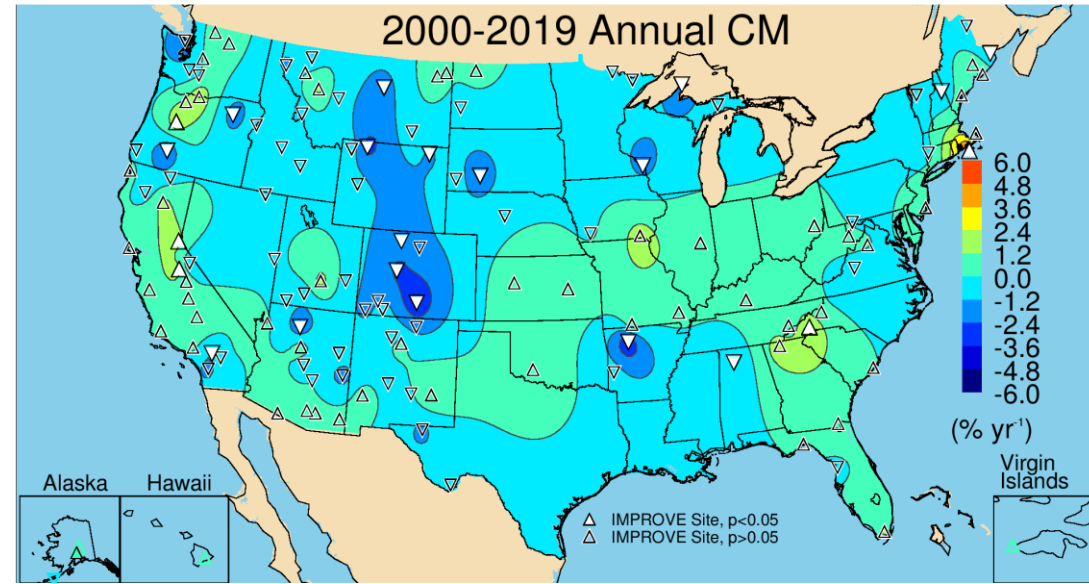 2000-2019 Annual CM
6.0
4.8
3.6
2.4
1.2
0.0
-1.2
-2.4
-3.6
-4.8
-6.0
(% yr⁻¹)
Alaska
Hawaii
Virgin
Islands
IMPROVE Site, p<0.05
IMPROVE Site, p>0.05